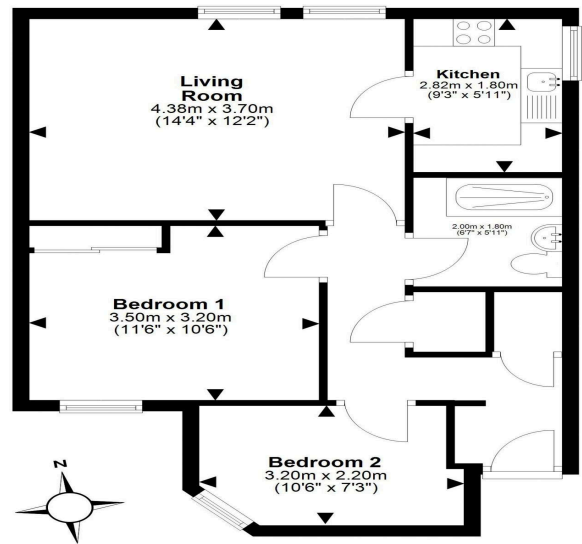 Living
Room
4.38m x 3.70m
(14'4" x 12'2")
Kitchen
2.82m x 1.80m
(9'3" x 5'11")
2.00m x 1.80m
(6'7" x 5'11")
Bedroom 1
3.50m x 3.20m
(11'6" x 10'6")
Bedroom 2
3.20m x 2.20m
(10'6" x 7'3")
N